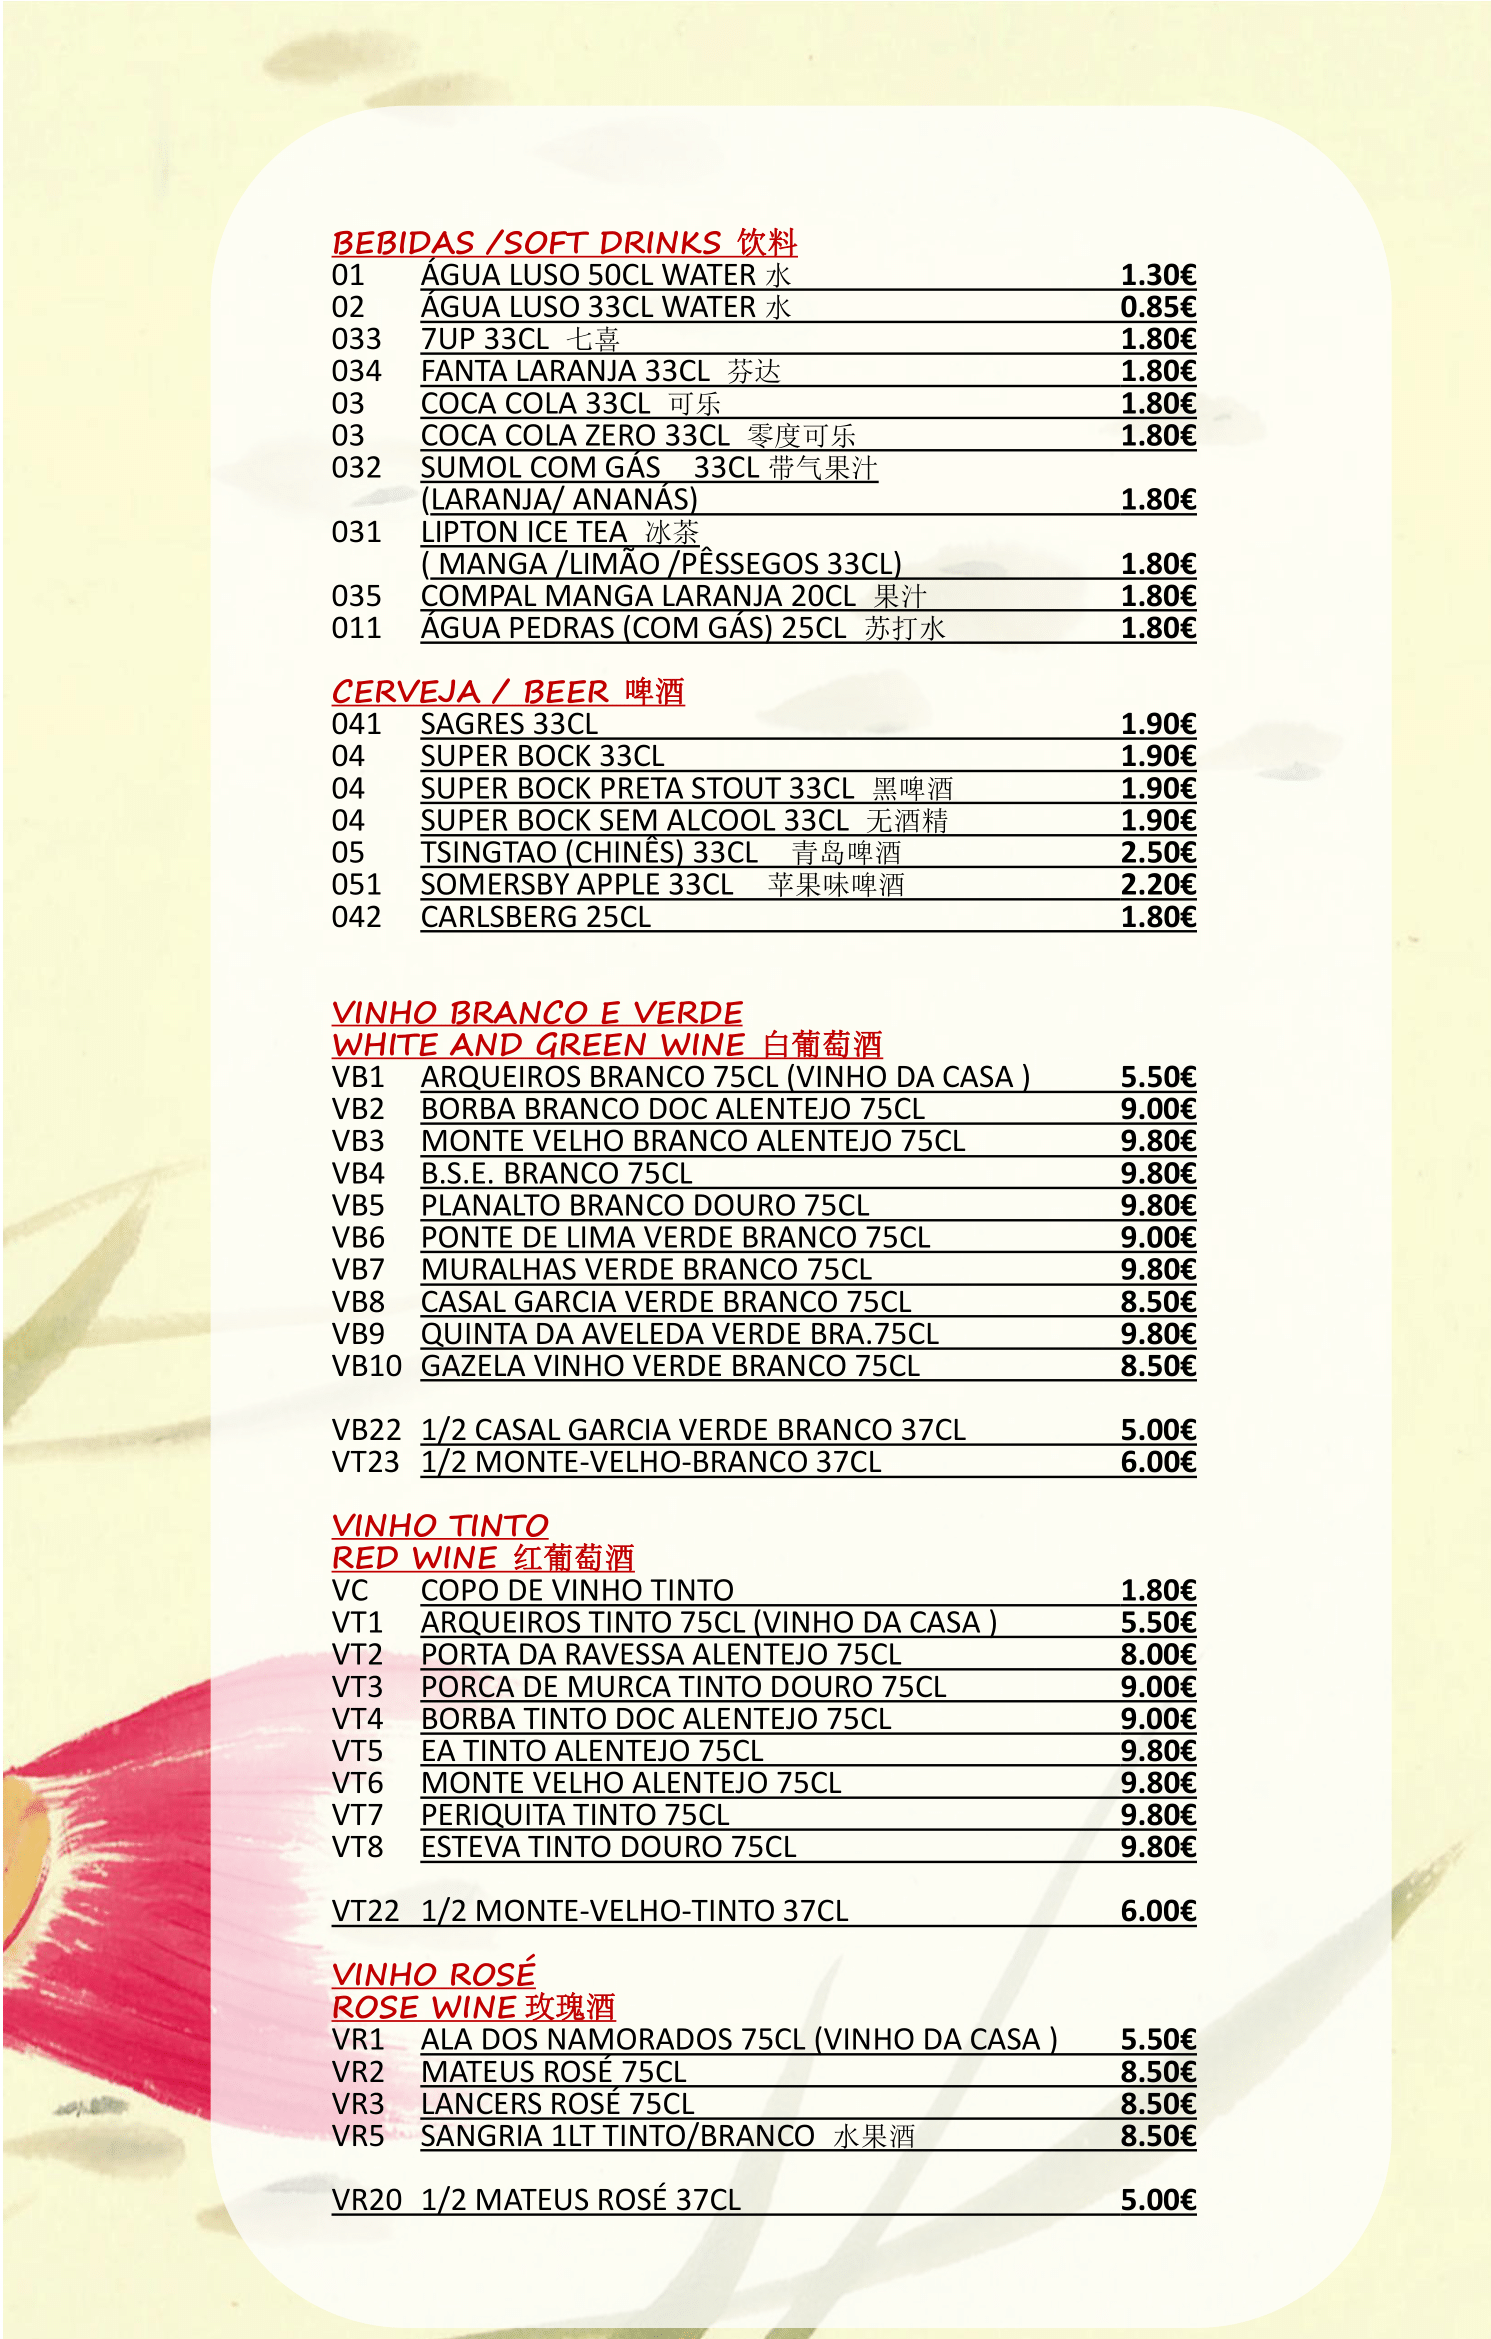 BEBIDAS /SOFT DRINKS 饮料
01 ÁGUA LUSO 50CL WATER 水 1.30€
02 ÁGUA LUSO 33CL WATER 水 0.85€
033 7UP 33CL 七喜 1.80€
034 FANTA LARANJA 33CL 芬达 1.80€
03 COCA COLA 33CL 可乐 1.80€
03 COCA COLA ZERO 33CL 零度可乐 1.80€
032 SUMOL COM GÁS 33CL 带气果汁
(LARANJA/ ANANÁS) 1.80€
031 LIPTON ICE TEA 冰茶
( MANGA /LIMÃO /PÊSSEGOS 33CL) 1.80€
035 COMPAL MANGA LARANJA 20CL 果汁 1.80€
011 ÁGUA PEDRAS (COM GÁS) 25CL 苏打水 1.80€
CERVEJA / BEER 啤酒
041 SAGRES 33CL 1.90€
04 SUPER BOCK 33CL 1.90€
04 SUPER BOCK PRETA STOUT 33CL 黑啤酒 1.90€
04 SUPER BOCK SEM ALCOOL 33CL 无酒精 1.90€
05 TSINGTAO (CHINÊS) 33CL 青岛啤酒 2.50€
051 SOMERSBY APPLE 33CL 苹果味啤酒 2.20€
042 CARLSBERG 25CL 1.80€
VINHO BRANCO E VERDE
WHITE AND GREEN WINE 白葡萄酒
VB1 ARQUEIROS BRANCO 75CL (VINHO DA CASA ) 5.50€
VB2 BORBA BRANCO DOC ALENTEJO 75CL 9.00€
VB3 MONTE VELHO BRANCO ALENTEJO 75CL 9.80€
VB4 B.S.E. BRANCO 75CL 9.80€
VB5 PLANALTO BRANCO DOURO 75CL 9.80€
VB6 PONTE DE LIMA VERDE BRANCO 75CL 9.00€
VB7 MURALHAS VERDE BRANCO 75CL 9.80€
VB8 CASAL GARCIA VERDE BRANCO 75CL 8.50€
VB9 QUINTA DA AVELEDA VERDE BRA.75CL 9.80€
VB10 GAZELA VINHO VERDE BRANCO 75CL 8.50€
VB22 1/2 CASAL GARCIA VERDE BRANCO 37CL 5.00€
VT23 1/2 MONTE-VELHO-BRANCO 37CL 6.00€
VINHO TINTO
RED WINE 红葡萄酒
VC COPO DE VINHO TINTO 1.80€
VT1 ARQUEIROS TINTO 75CL (VINHO DA CASA ) 5.50€
VT2 PORTA DA RAVESSA ALENTEJO 75CL 8.00€
VT3 PORCA DE MURCA TINTO DOURO 75CL 9.00€
VT4 BORBA TINTO DOC ALENTEJO 75CL 9.00€
VT5 EA TINTO ALENTEJO 75CL 9.80€
VT6 MONTE VELHO ALENTEJO 75CL 9.80€
VT7 PERIQUITA TINTO 75CL 9.80€
VT8 ESTEVA TINTO DOURO 75CL 9.80€
VT22 1/2 MONTE-VELHO-TINTO 37CL 6.00€
VINHO ROSÉ
ROSE WINE 玫瑰酒
VR1 ALA DOS NAMORADOS 75CL (VINHO DA CASA ) 5.50€
VR2 MATEUS ROSÉ 75CL 8.50€
VR3 LANCERS ROSÉ 75CL 8.50€
VR5 SANGRIA 1LT TINTO/BRANCO 水果酒 8.50€
VR20 1/2 MATEUS ROSÉ 37CL 5.00€